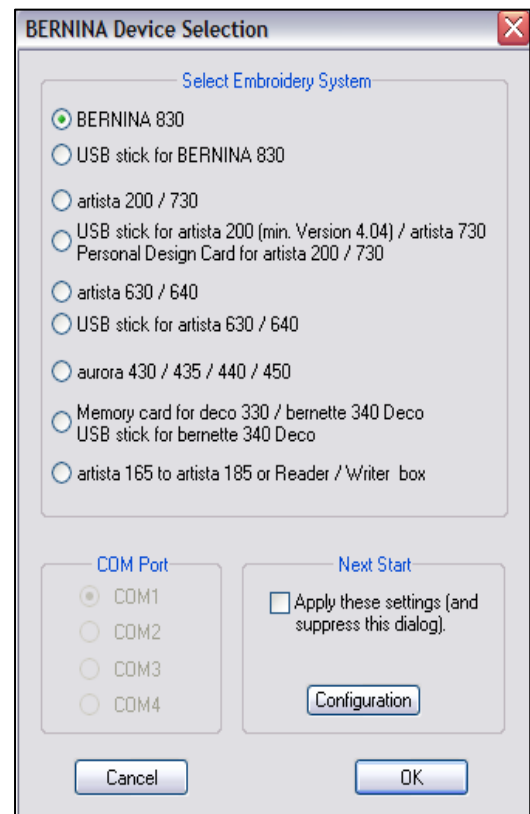 BERNINA Device Selection
Select Embroidery System
BERNINA 830
USB stick for BERNINA 830
artista 200 / 730
USB stick for artista 200 (min. Version 4.04) / artista 730
Personal Design Card for artista 200 / 730
artista 630 / 640
USB stick for artista 630 / 640
aurora 430 / 435 / 440 / 450
Memory card for deco 330 / bernette 340 Deco
USB stick for bernette 340 Deco
artista 165 to artista 185 or Reader / Writer box
COM Port
COM1
COM2
COM3
COM4
Next Start
Apply these settings (and
suppress this dialog).
Configuration
Cancel
OK